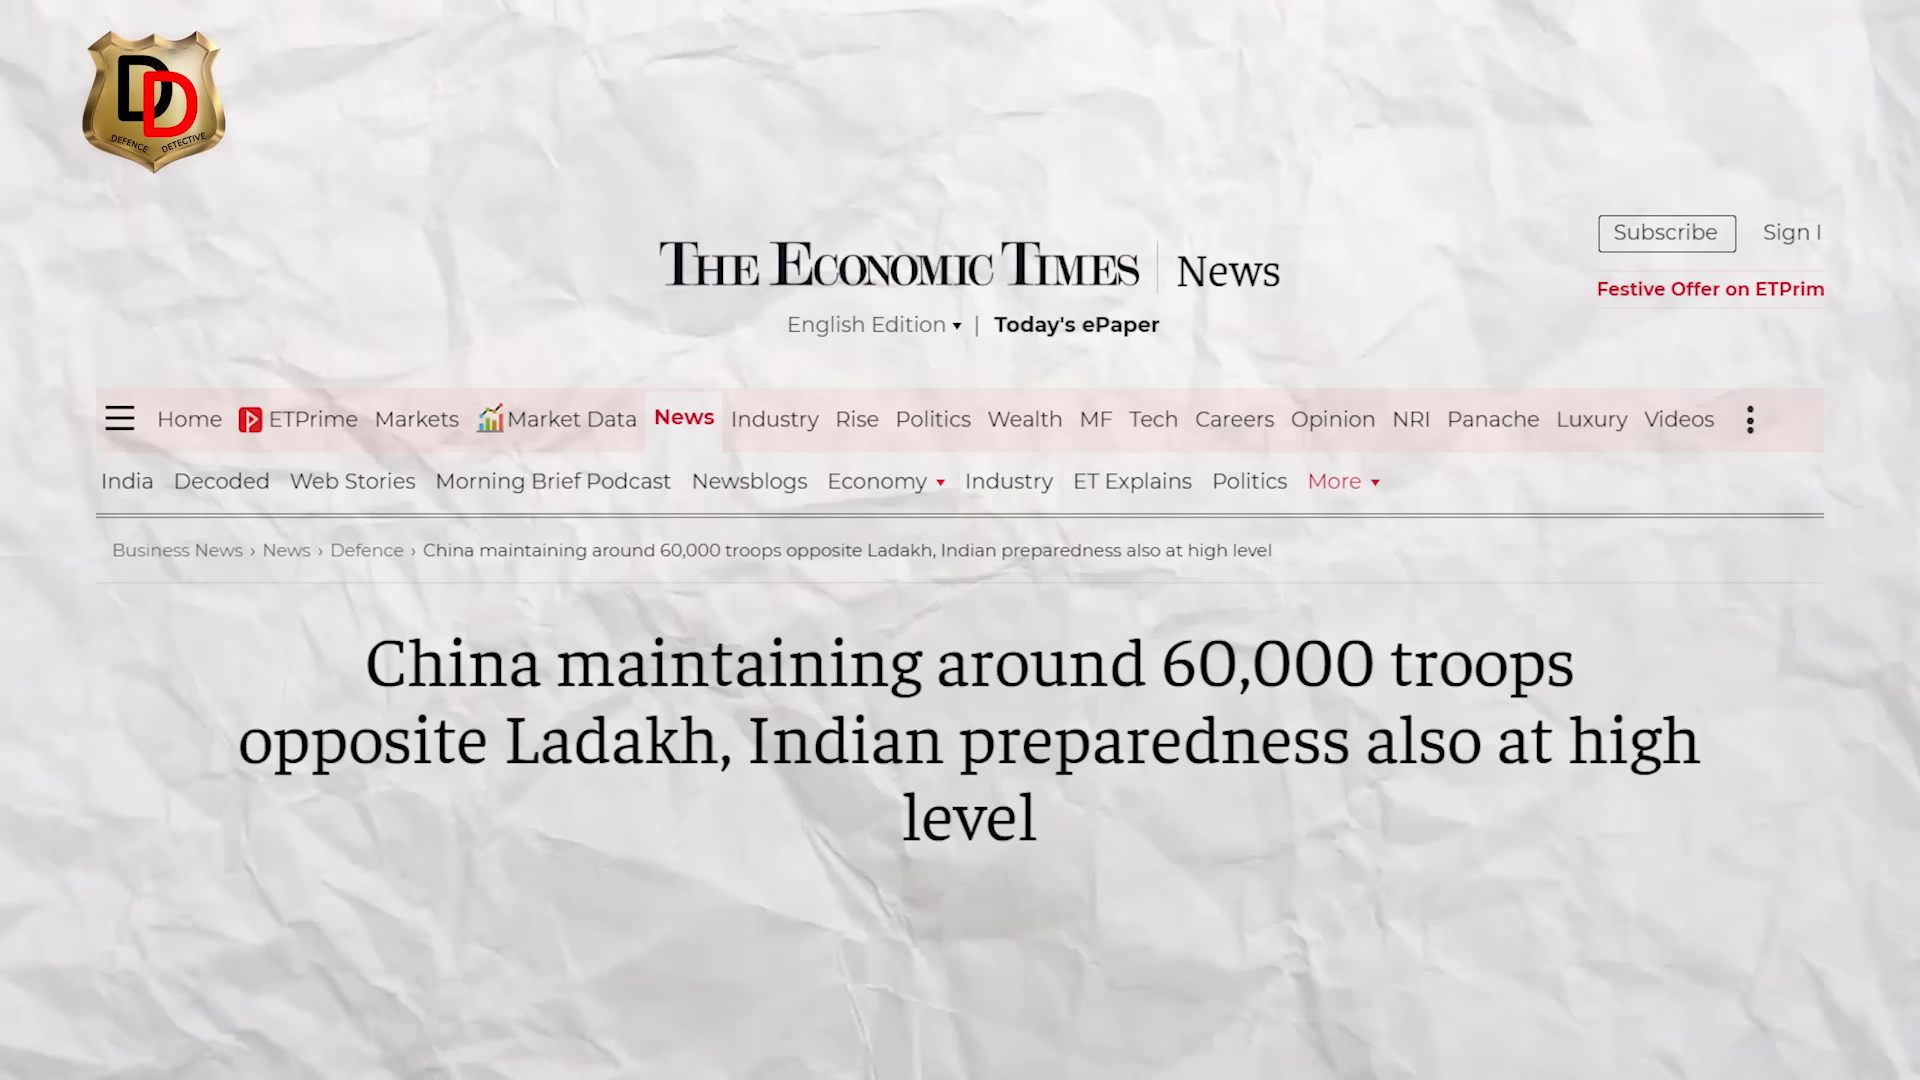 DD
DEFENCE DETECTIVE
Subscribe Sign I
THE ECONOMIC TIMES | News
Festive Offer on ETPrim
English Edition ▾ | Today's ePaper
Home ETPrime Markets Market Data News Industry Rise Politics Wealth MF Tech Careers Opinion NRI Panache Luxury Videos
India Decoded Web Stories Morning Brief Podcast Newsblogs Economy ▾ Industry ET Explains Politics More ▾
Business News › News › Defence › China maintaining around 60,000 troops opposite Ladakh, Indian preparedness also at high level
China maintaining around 60,000 troops
opposite Ladakh, Indian preparedness also at high
level